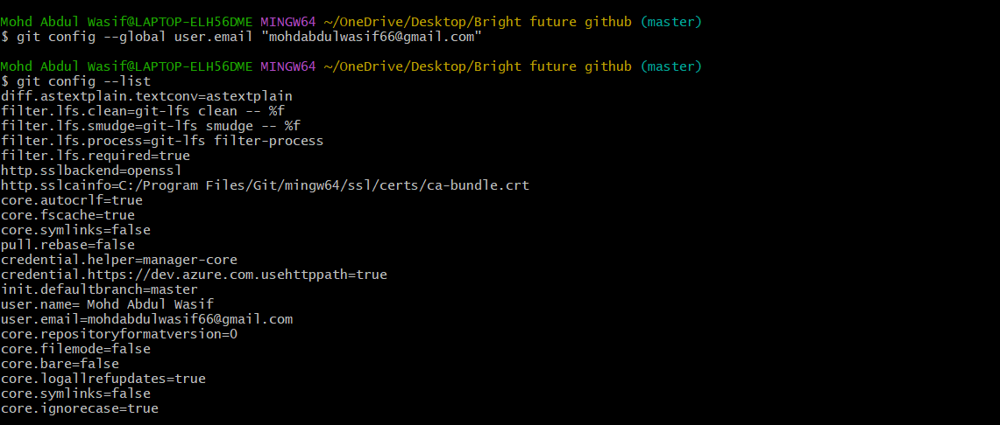 Mohd Abdul Wasif@LAPTOP-ELH56DME MINGW64 ~/OneDrive/Desktop/Bright future github (master)
$ git config --global user.email "mohdabdulwasif66@gmail.com"
Mohd Abdul Wasif@LAPTOP-ELH56DME MINGW64 ~/OneDrive/Desktop/Bright future github (master)
$ git config --list
diff.astextplain.textconv=astextplain
filter.lfs.clean=git-lfs clean -- %f
filter.lfs.smudge=git-lfs smudge -- %f
filter.lfs.process=git-lfs filter-process
filter.lfs.required=true
http.sslbackend=openssl
http.sslcainfo=C:/Program Files/Git/mingw64/ssl/certs/ca-bundle.crt
core.autocrlf=true
core.fscache=true
core.symlinks=false
pull.rebase=false
credential.helper=manager-core
credential.https://dev.azure.com.usehttppath=true
init.defaultbranch=master
user.name= Mohd Abdul Wasif
user.email=mohdabdulwasif66@gmail.com
core.repositoryformatversion=0
core.filemode=false
core.bare=false
core.logallrefupdates=true
core.symlinks=false
core.ignorecase=true